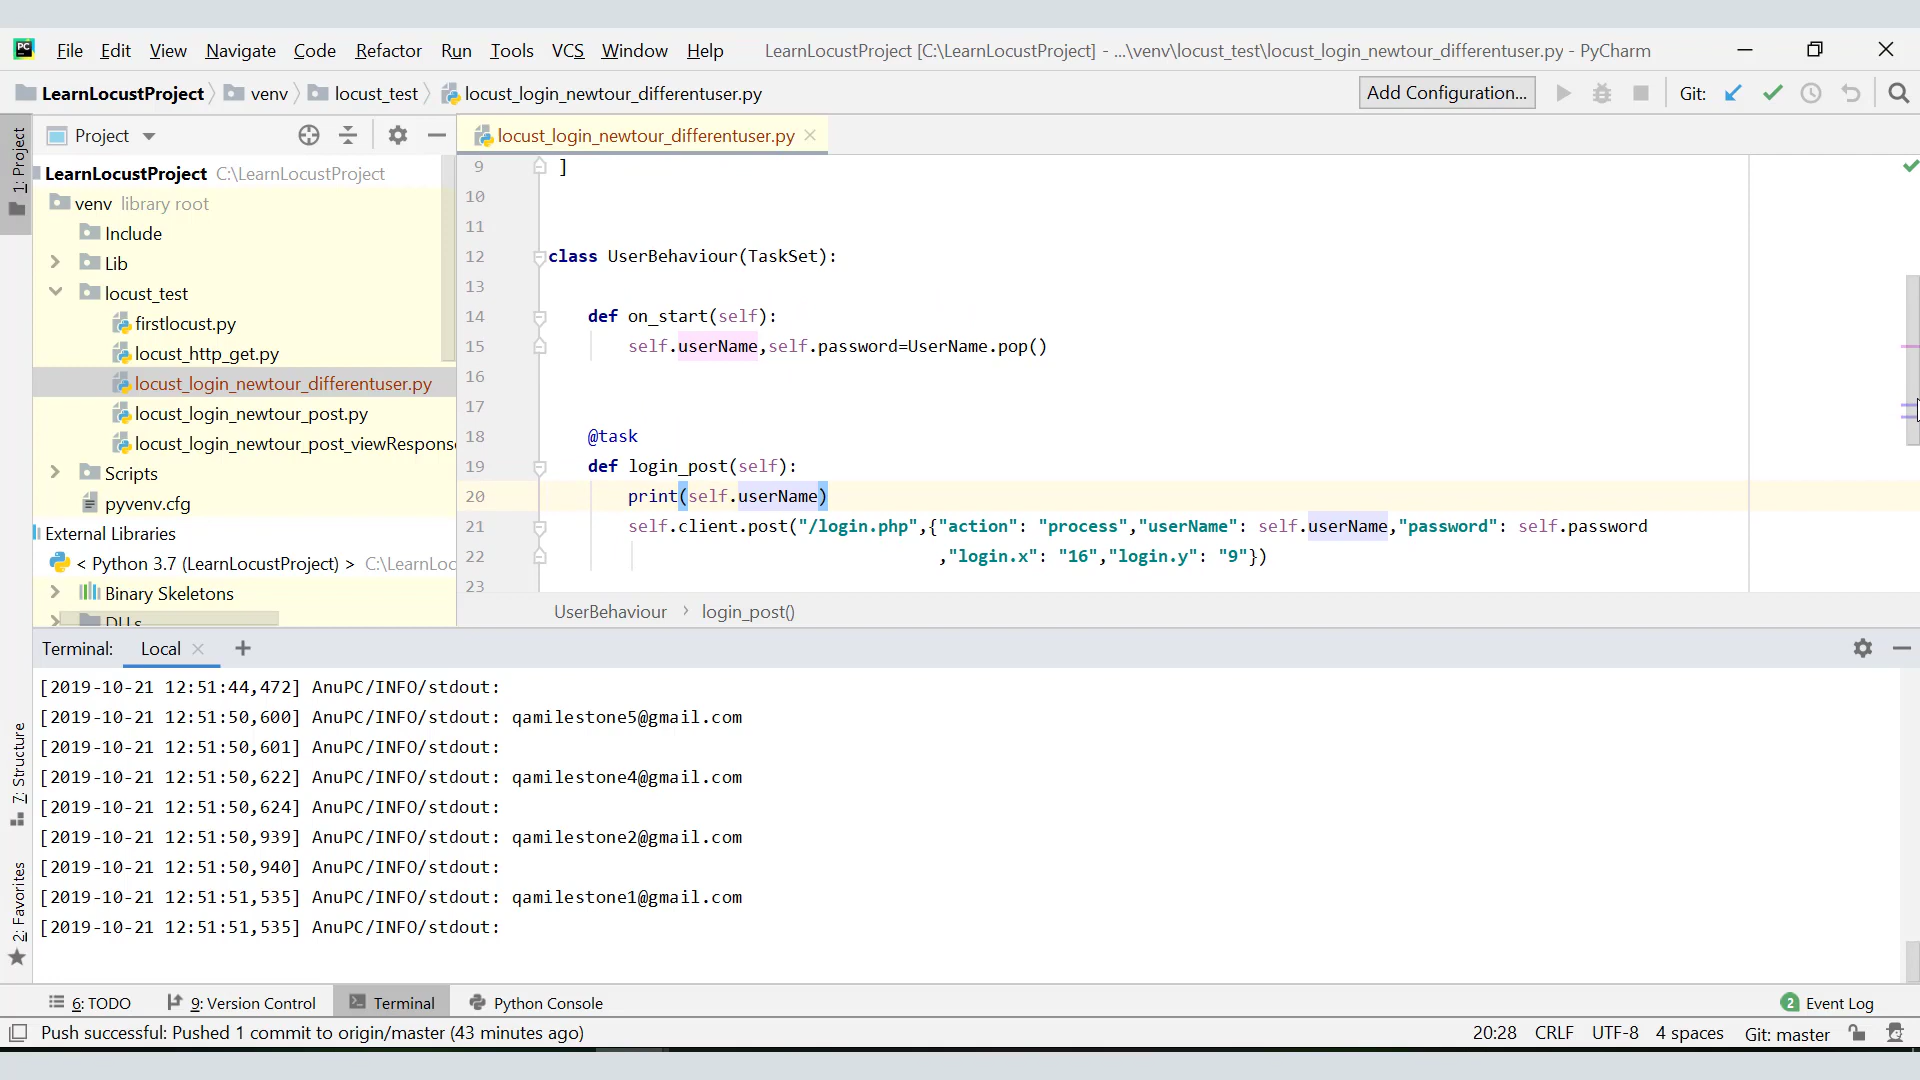 File Edit View Navigate Code Refactor Run Tools VCS Window Help LearnLocustProject [C:\LearnLocustProject] - ...\venv\locust_test\locust_login_newtour_differentuser.py - PyCharm
LearnLocustProject venv locust_test locust_login_newtour_differentuser.py Add Configuration... Git:
1: Project
Project
LearnLocustProject C:\LearnLocustProject
venv library root
Include
Lib
locust_test
firstlocust.py
locust_http_get.py
locust_login_newtour_differentuser.py
locust_login_newtour_post.py
locust_login_newtour_post_viewResponse
Scripts
pyvenv.cfg
External Libraries
< Python 3.7 (LearnLocustProject) > C:\LearnLoc
Binary Skeletons
locust_login_newtour_differentuser.py
9 ]
10
11
12 class UserBehaviour(TaskSet):
13
14 def on_start(self):
15 self.userName,self.password=UserName.pop()
16
17
18 @task
19 def login_post(self):
20 print(self.userName)
21 self.client.post("/login.php",{"action": "process","userName": self.userName,"password": self.password
22 ,"login.x": "16","login.y": "9"})
23
UserBehaviour login_post()
Terminal: Local
[2019-10-21 12:51:44,472] AnuPC/INFO/stdout:
[2019-10-21 12:51:50,600] AnuPC/INFO/stdout: qamilestone5@gmail.com
[2019-10-21 12:51:50,601] AnuPC/INFO/stdout:
[2019-10-21 12:51:50,622] AnuPC/INFO/stdout: qamilestone4@gmail.com
[2019-10-21 12:51:50,624] AnuPC/INFO/stdout:
[2019-10-21 12:51:50,939] AnuPC/INFO/stdout: qamilestone2@gmail.com
[2019-10-21 12:51:50,940] AnuPC/INFO/stdout:
[2019-10-21 12:51:51,535] AnuPC/INFO/stdout: qamilestone1@gmail.com
[2019-10-21 12:51:51,535] AnuPC/INFO/stdout:
7: Structure
2: Favorites
6: TODO 9: Version Control Terminal Python Console 2 Event Log
Push successful: Pushed 1 commit to origin/master (43 minutes ago) 20:28 CRLF UTF-8 4 spaces Git: master